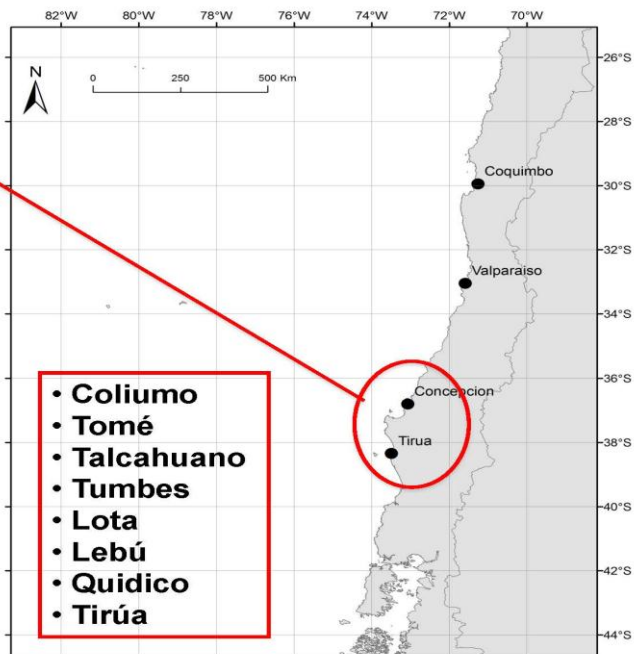 82°W 80°W 78°W 76°W 74°W 72°W 70°W
N
0 250 500 Km
26°S
28°S
Coquimbo
30°S
32°S
Valparaiso
34°S
36°S
Concepcion
Tirua
38°S
40°S
42°S
44°S
• Coliumo
• Tomé
• Talcahuano
• Tumbes
• Lota
• Lebú
• Quidico
• Tirúa